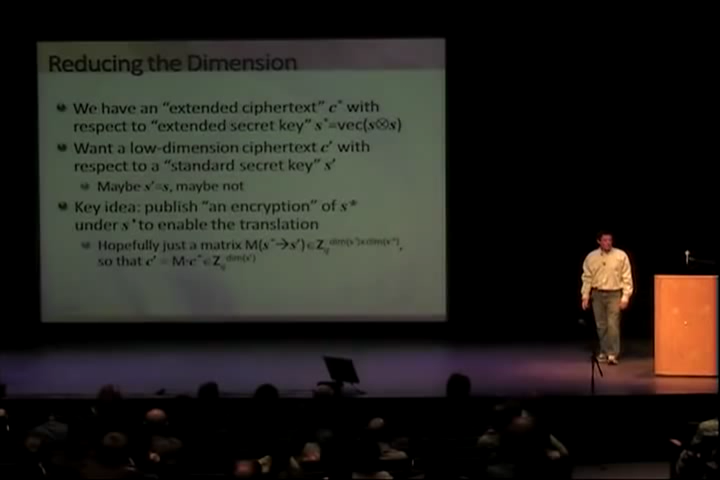 Reducing the Dimension
We have an “extended ciphertext” c* with
respect to “extended secret key” s*=vec(s⊗s)
Want a low-dimension ciphertext c’ with
respect to a “standard secret key” s’
Maybe s’=s, maybe not
Key idea: publish “an encryption” of s*
under s’ to enable the translation
Hopefully just a matrix M(s*→s’)∈Zq^dim(s’)x dim(s*),
so that c’ = M·c*∈Zq^dim(s’)